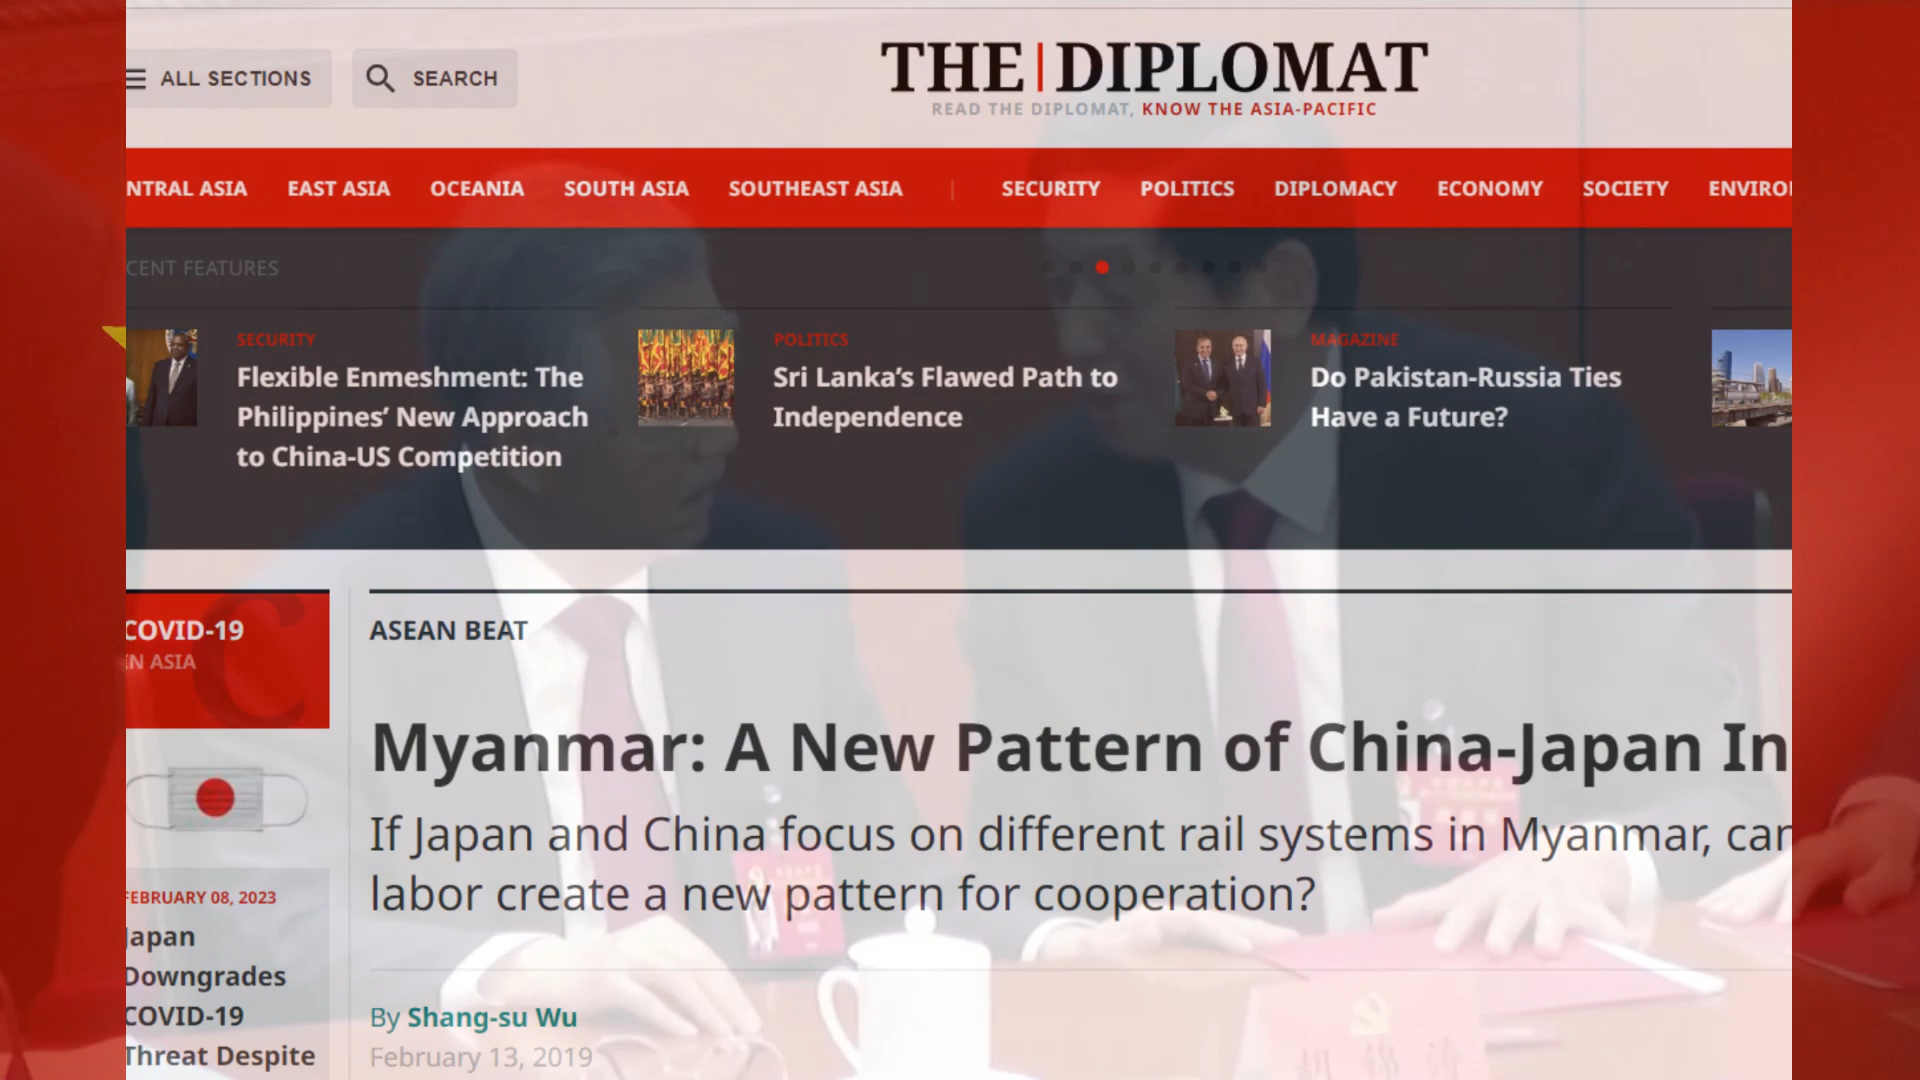 ALL SECTIONS
SEARCH
THE|DIPLOMAT
READ THE DIPLOMAT, KNOW THE ASIA-PACIFIC
NTRAL ASIA EAST ASIA OCEANIA SOUTH ASIA SOUTHEAST ASIA | SECURITY POLITICS DIPLOMACY ECONOMY SOCIETY ENVIRO
CENT FEATURES
SECURITY
Flexible Enmeshment: The
Philippines’ New Approach
to China-US Competition
POLITICS
Sri Lanka’s Flawed Path to
Independence
MAGAZINE
Do Pakistan-Russia Ties
Have a Future?
COVID-19
IN ASIA
FEBRUARY 08, 2023
Japan
Downgrades
COVID-19
Threat Despite
ASEAN BEAT
Myanmar: A New Pattern of China-Japan In
If Japan and China focus on different rail systems in Myanmar, can
labor create a new pattern for cooperation?
By Shang-su Wu
February 13, 2019